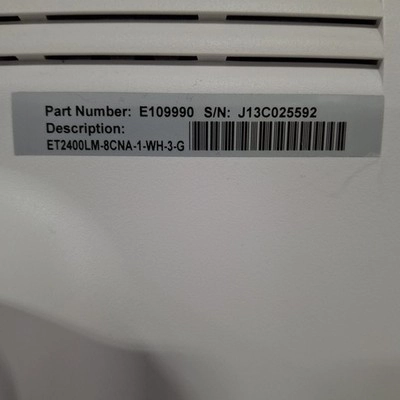 Part Number: E109990 S/N: J13C025592
Description:
ET2400LM-8CNA-1-WH-3-G